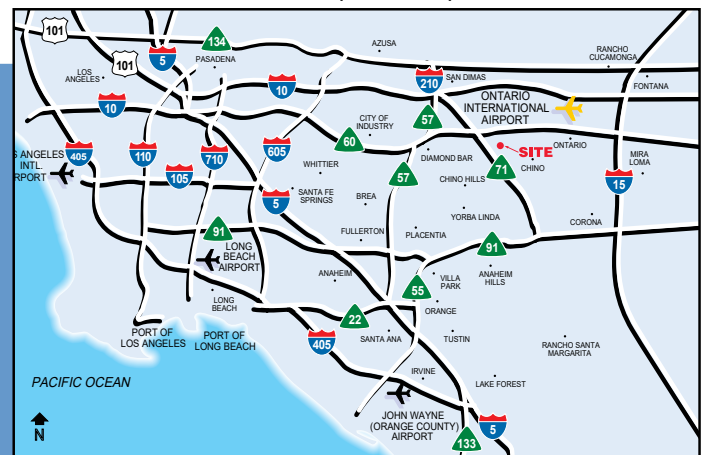 101
134
AZUSA
5
101
PASADENA
RANCHO
CUCAMONGA
LOS
ANGELES
210
SAN DIMAS
FONTANA
10
10
ONTARIO
INTERNATIONAL
AIRPORT
57
CITY OF
INDUSTRY
60
ONTARIO
SITE
CHINO
S ANGELES
INTL.
RPORT
405
110
710
605
DIAMOND BAR
MIRA
LOMA
WHITTIER
57
71
105
CHINO HILLS
15
SANTA FE
SPRINGS
5
BREA
YORBA LINDA
CORONA
91
FULLERTON
PLACENTIA
91
LONG
BEACH
AIRPORT
ANAHEIM
VILLA
PARK
ANAHEIM
HILLS
55
LONG
BEACH
ORANGE
22
PORT OF
LOS ANGELES
PORT OF
LONG BEACH
405
SANTA ANA
TUSTIN
RANCHO SANTA
MARGARITA
IRVINE
PACIFIC OCEAN
LAKE FOREST
JOHN WAYNE
(ORANGE COUNTY)
AIRPORT
5
133
N